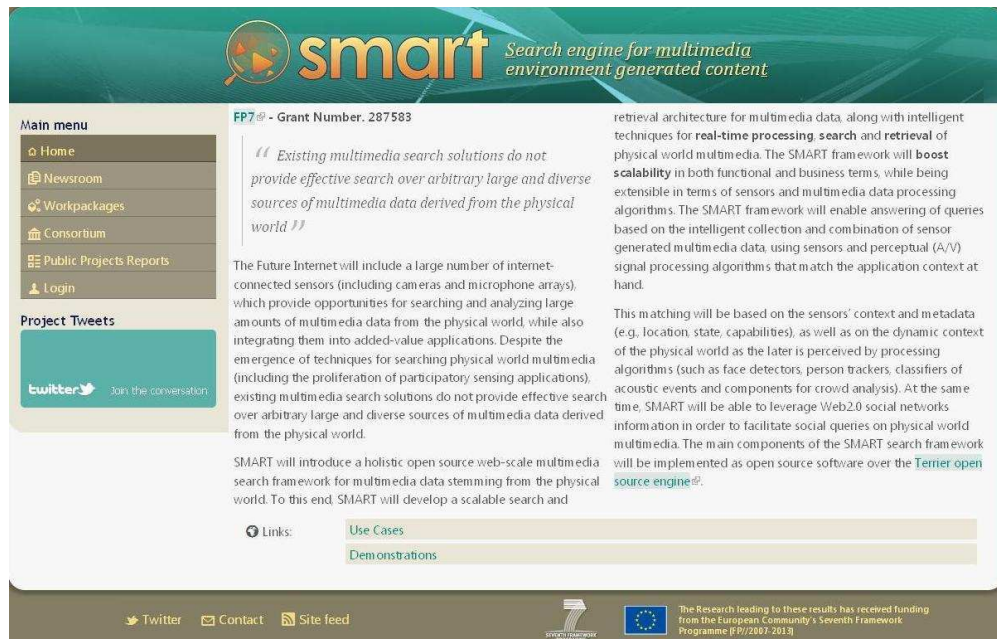 smart
Search engine for multimedia
environment generated content
Main menu
Home
Newsroom
Workpackages
Consortium
Public Projects Reports
Login
Project Tweets
twitter
Join the conversation
FP7 - Grant Number. 287583
“ Existing multimedia search solutions do not
provide effective search over arbitrary large and diverse
sources of multimedia data derived from the physical
world ”
The Future Internet will include a large number of internet-
connected sensors (including cameras and microphone arrays),
which provide opportunities for searching and analyzing large
amounts of multimedia data from the physical world, while also
integrating them into added-value applications. Despite the
emergence of techniques for searching physical world multimedia
(including the proliferation of participatory sensing applications),
existing multimedia search solutions do not provide effective search
over arbitrary large and diverse sources of multimedia data derived
from the physical world.
SMART will introduce a holistic open source web-scale multimedia
search framework for multimedia data stemming from the physical
world. To this end, SMART will develop a scalable search and
retrieval architecture for multimedia data, along with intelligent
techniques for real-time processing, search and retrieval of
physical world multimedia. The SMART framework will boost
scalability in both functional and business terms, while being
extensible in terms of sensors and multimedia data processing
algorithms. The SMART framework will enable answering of queries
based on the intelligent collection and combination of sensor
generated multimedia data, using sensors and perceptual (A/V)
signal processing algorithms that match the application context at
hand.
This matching will be based on the sensors' context and metadata
(e.g., location, state, capabilities), as well as on the dynamic context
of the physical world as the later is perceived by processing
algorithms (such as face detectors, person trackers, classifiers of
acoustic events and components for crowd analysis). At the same
time, SMART will be able to leverage Web2.0 social networks
information in order to facilitate social queries on physical world
multimedia. The main components of the SMART search framework
will be implemented as open source software over the Terrier open
source engine.
Links:
Use Cases
Demonstrations
Twitter
Contact
Site feed
SEVENTH FRAMEWORK
The Research leading to these results has received funding
from the European Community's Seventh Framework
Programme [FP//2007-2013]